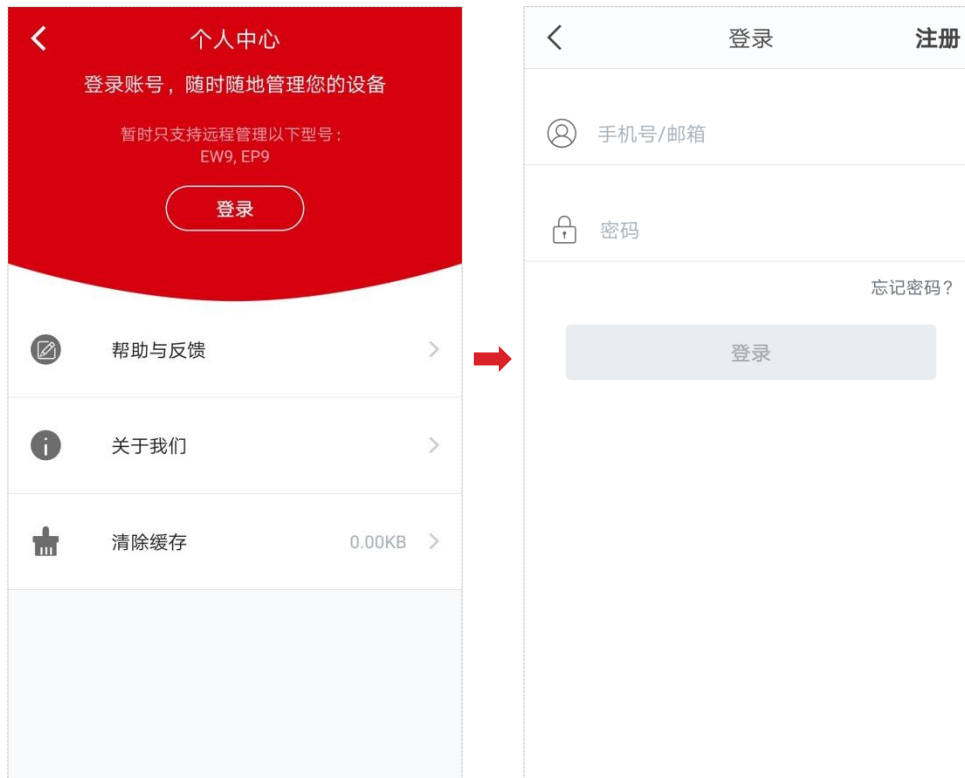 个人中心
登录账号，随时随地管理您的设备
暂时只支持远程管理以下型号：
EW9, EP9
登录
帮助与反馈
关于我们
清除缓存 0.00KB
登录 注册
手机号/邮箱
密码
忘记密码？
登录